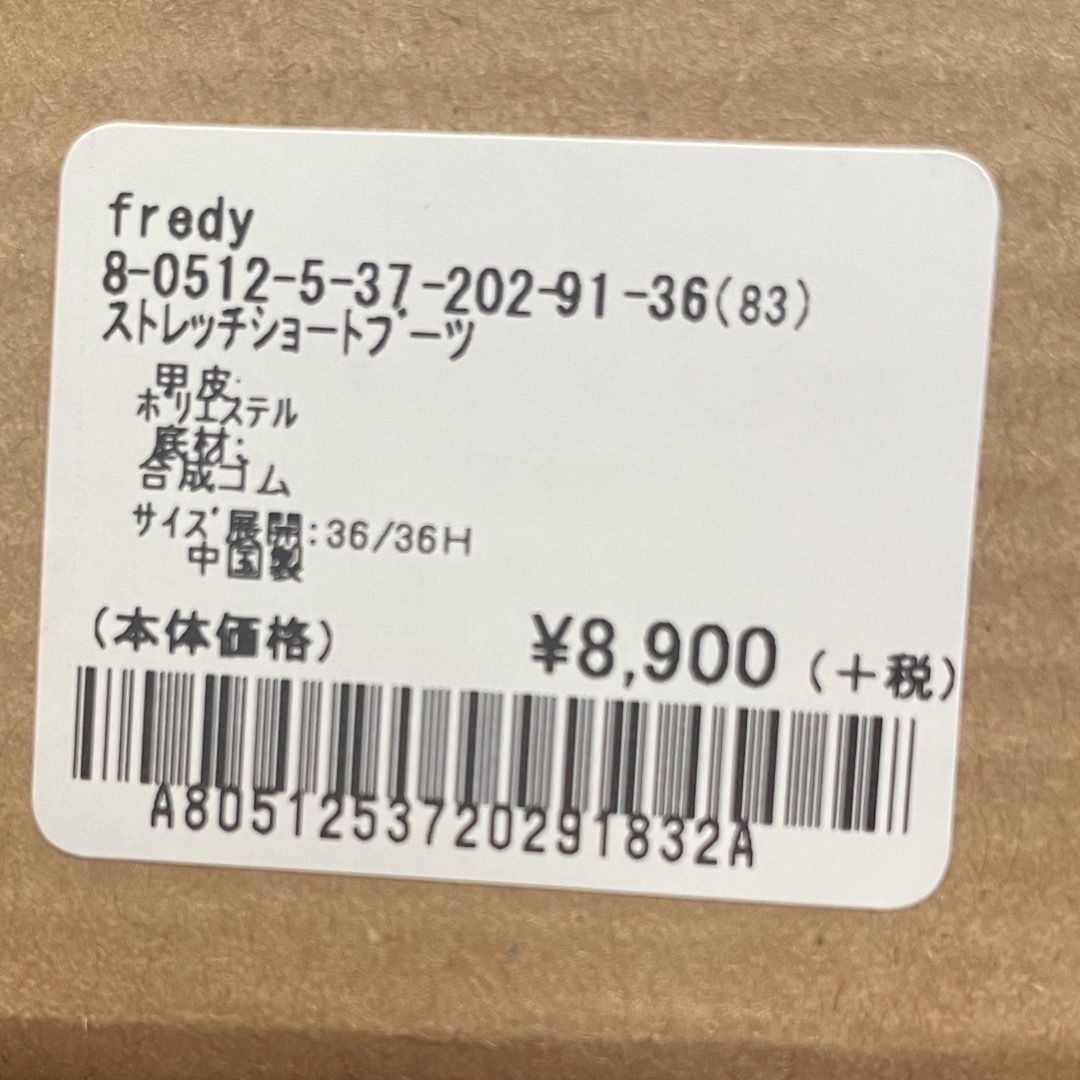 fredy
8-0512-5-37-202-91-36(83)
ストレッチショートブーツ
甲皮:
ポリエステル
底材:
合成ゴム
サイズ展開:36/36H
中国製
(本体価格) ¥8,900 (+税)
A8051253720291832A